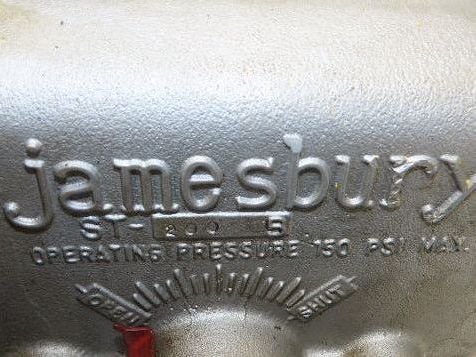 jamesbury
ST- 200 B
OPERATING PRESSURE 150 PSI MAX.
OPEN SHUT